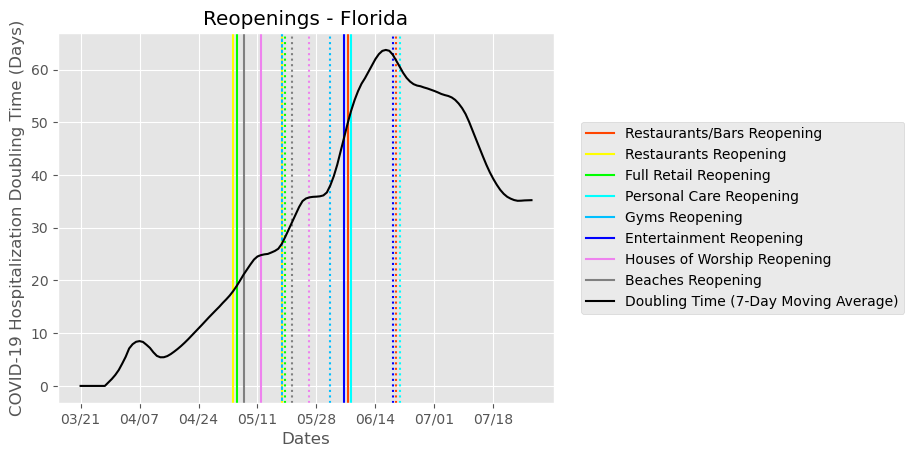 Reopenings - Florida
COVID-19 Hospitalization Doubling Time (Days)
60
50
40
30
20
10
0
03/21 04/07 04/24 05/11 05/28 06/14 07/01 07/18
Dates
Restaurants/Bars Reopening
Restaurants Reopening
Full Retail Reopening
Personal Care Reopening
Gyms Reopening
Entertainment Reopening
Houses of Worship Reopening
Beaches Reopening
Doubling Time (7-Day Moving Average)